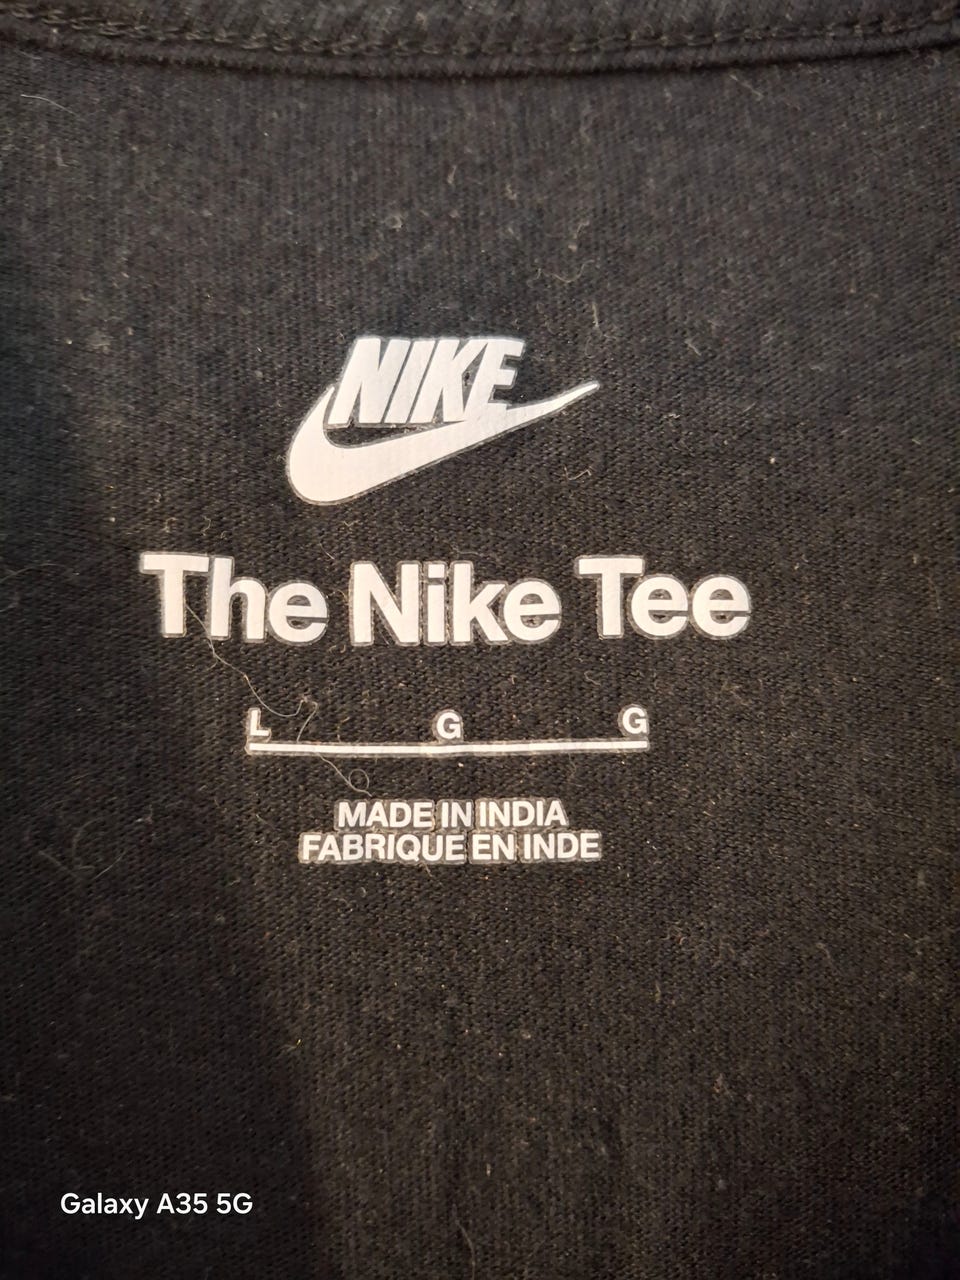 NIKE
The Nike Tee
L G G
MADE IN INDIA
FABRIQUE EN INDE
Galaxy A35 5G